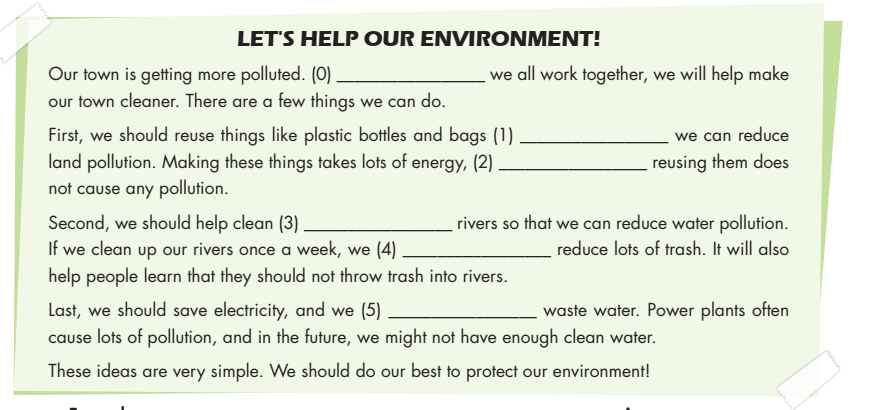 LET'S HELP OUR ENVIRONMENT!
Our town is getting more polluted. (0) _________________ we all work together, we will help make
our town cleaner. There are a few things we can do.
First, we should reuse things like plastic bottles and bags (1) _________________ we can reduce
land pollution. Making these things takes lots of energy, (2) _________________ reusing them does
not cause any pollution.
Second, we should help clean (3) _________________ rivers so that we can reduce water pollution.
If we clean up our rivers once a week, we (4) _________________ reduce lots of trash. It will also
help people learn that they should not throw trash into rivers.
Last, we should save electricity, and we (5) _________________ waste water. Power plants often
cause lots of pollution, and in the future, we might not have enough clean water.
These ideas are very simple. We should do our best to protect our environment!